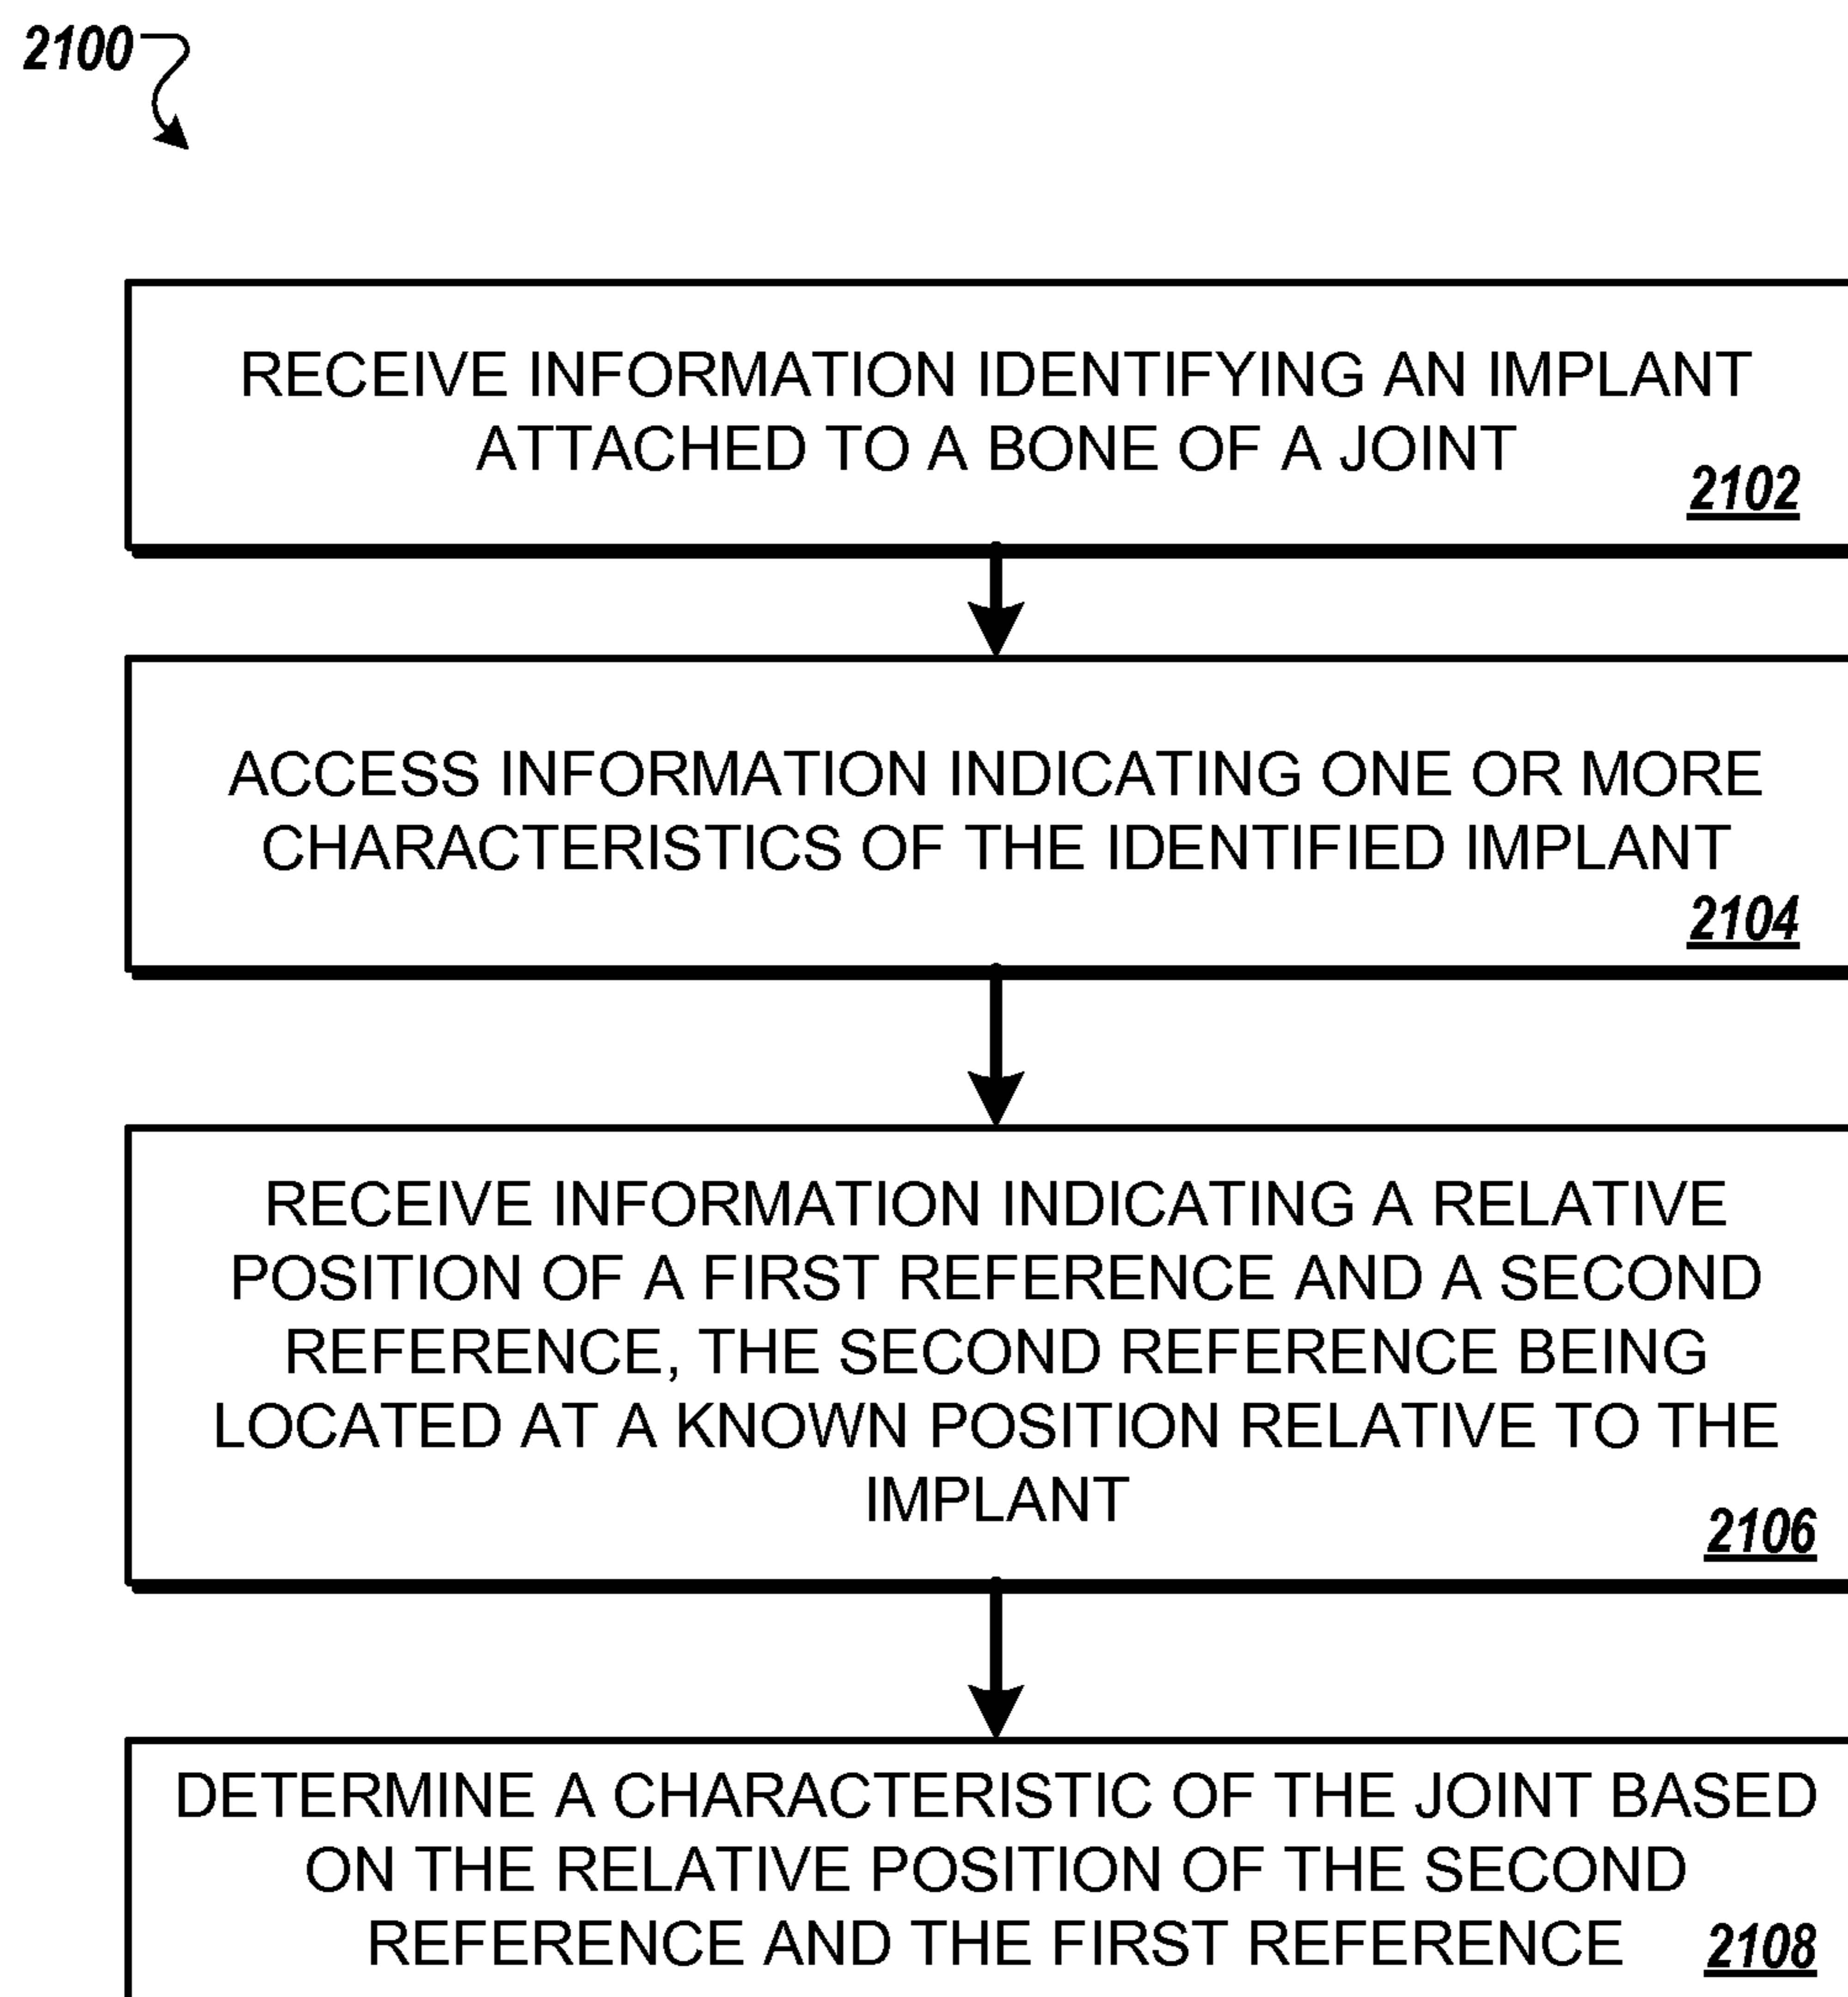 2100
RECEIVE INFORMATION IDENTIFYING AN IMPLANT
ATTACHED TO A BONE OF A JOINT
2102
ACCESS INFORMATION INDICATING ONE OR MORE
CHARACTERISTICS OF THE IDENTIFIED IMPLANT
2104
RECEIVE INFORMATION INDICATING A RELATIVE
POSITION OF A FIRST REFERENCE AND A SECOND
REFERENCE, THE SECOND REFERENCE BEING
LOCATED AT A KNOWN POSITION RELATIVE TO THE
IMPLANT
2106
DETERMINE A CHARACTERISTIC OF THE JOINT BASED
ON THE RELATIVE POSITION OF THE SECOND
REFERENCE AND THE FIRST REFERENCE
2108